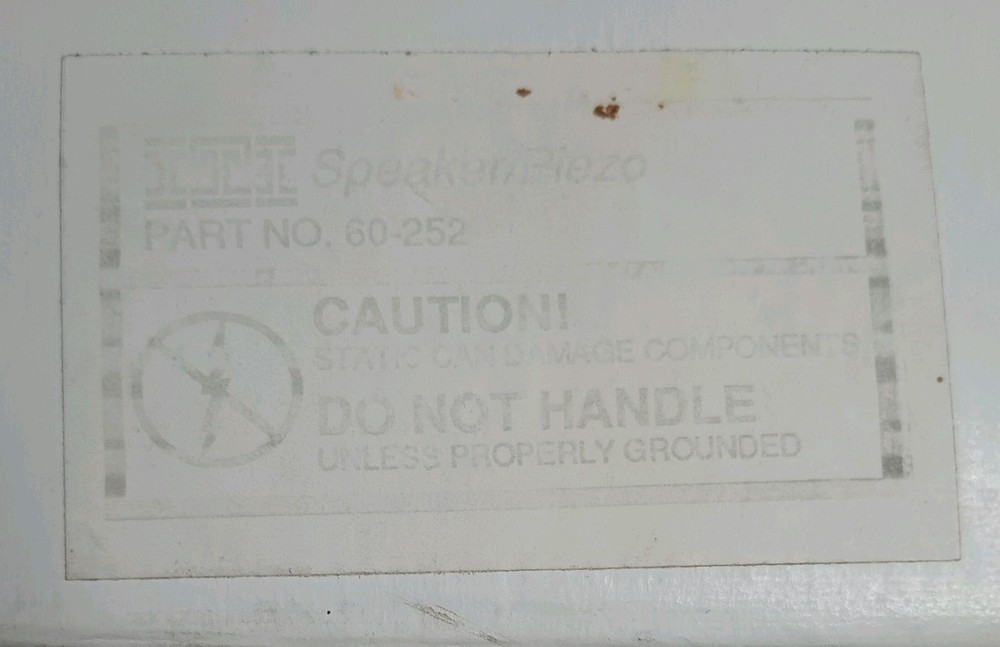 Speaker/Piezo
PART NO. 60-252
CAUTION!
STATIC CAN DAMAGE COMPONENTS
DO NOT HANDLE
UNLESS PROPERLY GROUNDED